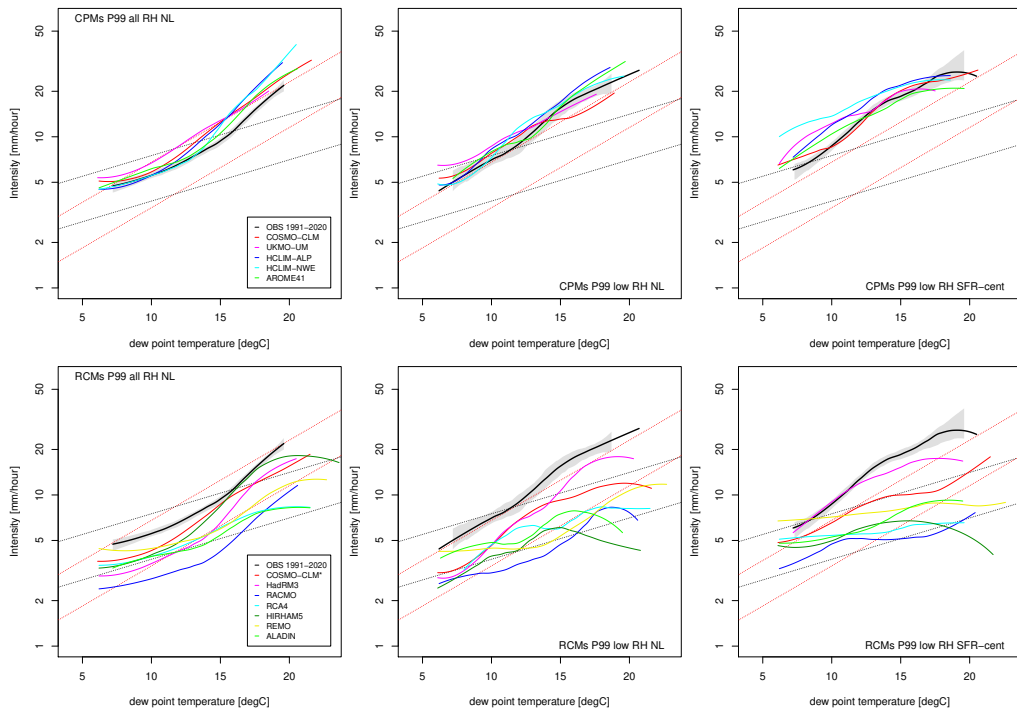 CPMs P99 all RH NL
Intensity [mm/hour]
50
20
10
5
2
1
5 10 15 20
dew point temperature [degC]
OBS 1991−2020
COSMO−CLM
UKMO−UM
HCLIM−ALP
HCLIM−NWE
AROME41
CPMs P99 low RH NL
Intensity [mm/hour]
50
20
10
5
2
1
5 10 15 20
dew point temperature [degC]
CPMs P99 low RH SFR−cent
Intensity [mm/hour]
50
20
10
5
2
1
5 10 15 20
dew point temperature [degC]
RCMs P99 all RH NL
Intensity [mm/hour]
50
20
10
5
2
1
5 10 15 20
dew point temperature [degC]
OBS 1991−2020
COSMO−CLM*
HadRM3
RACMO
RCA4
HIRHAM5
REMO
ALADIN
RCMs P99 low RH NL
Intensity [mm/hour]
50
20
10
5
2
1
5 10 15 20
dew point temperature [degC]
RCMs P99 low RH SFR−cent
Intensity [mm/hour]
50
20
10
5
2
1
5 10 15 20
dew point temperature [degC]